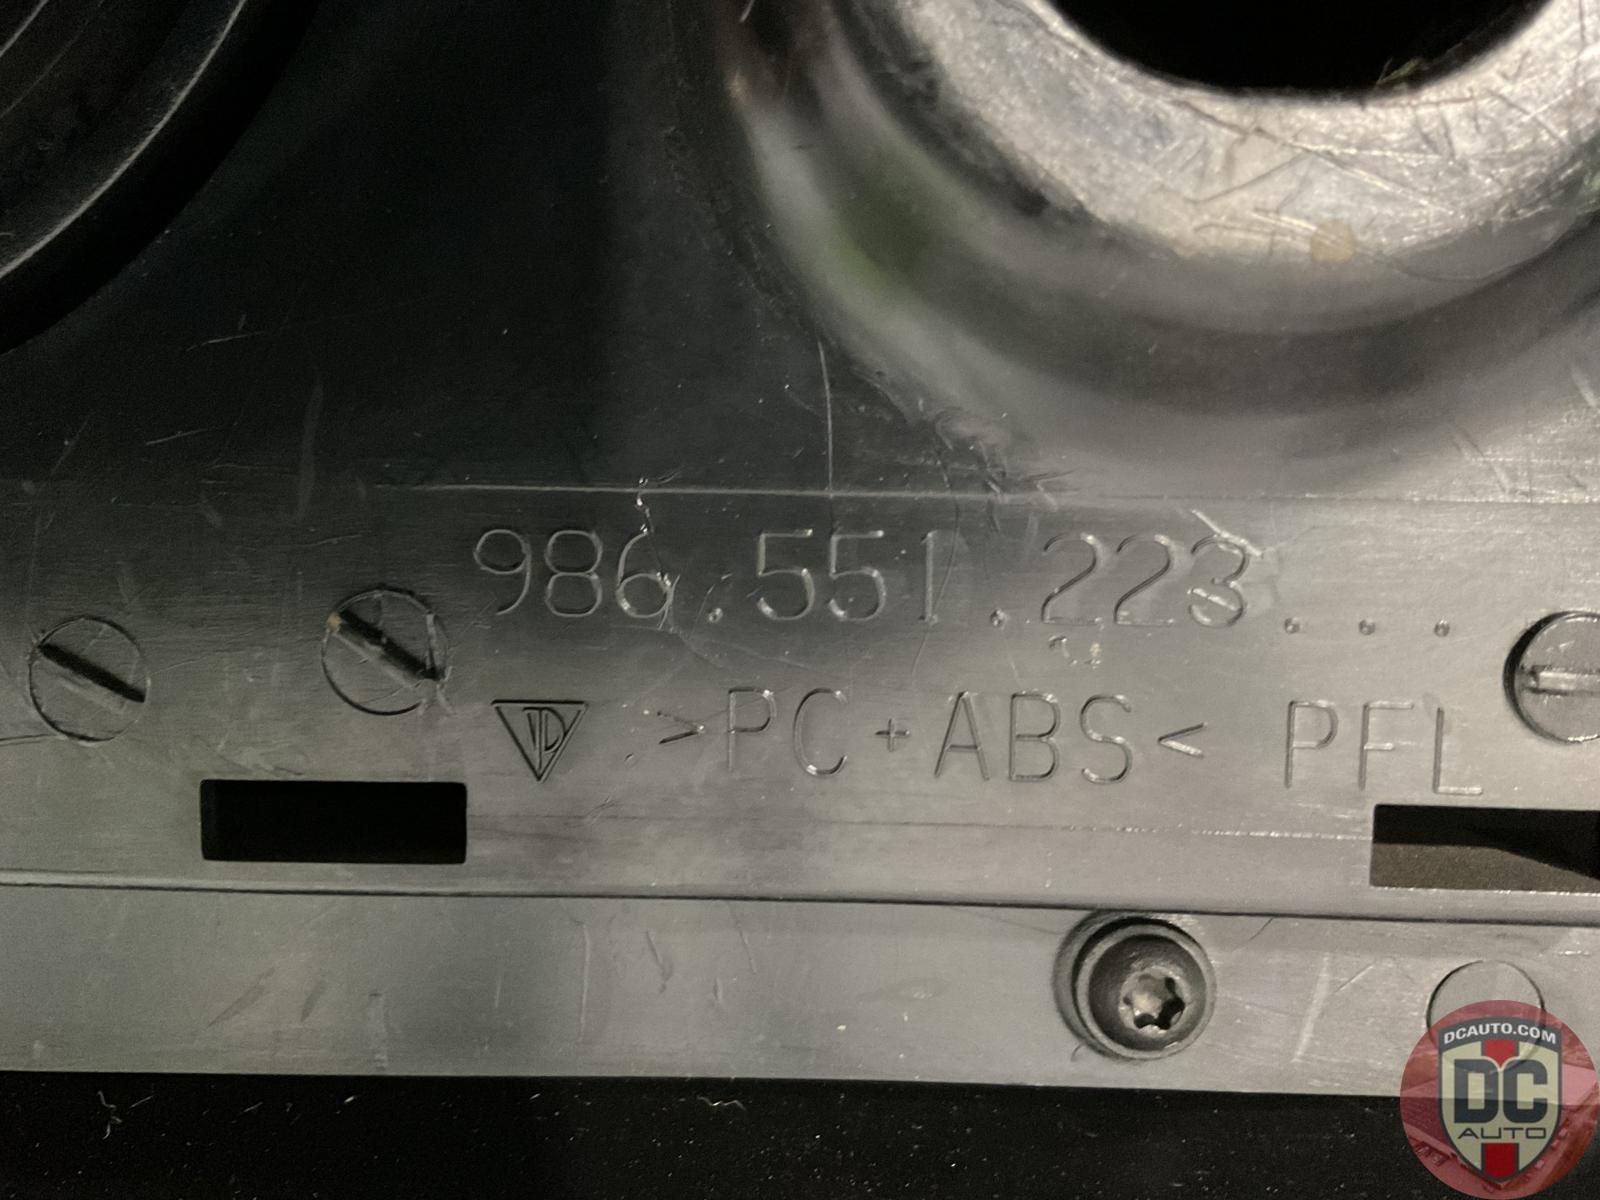 986.551.223...
>PC+ABS< PFL
DCAUTO.COM
DC
AUTO